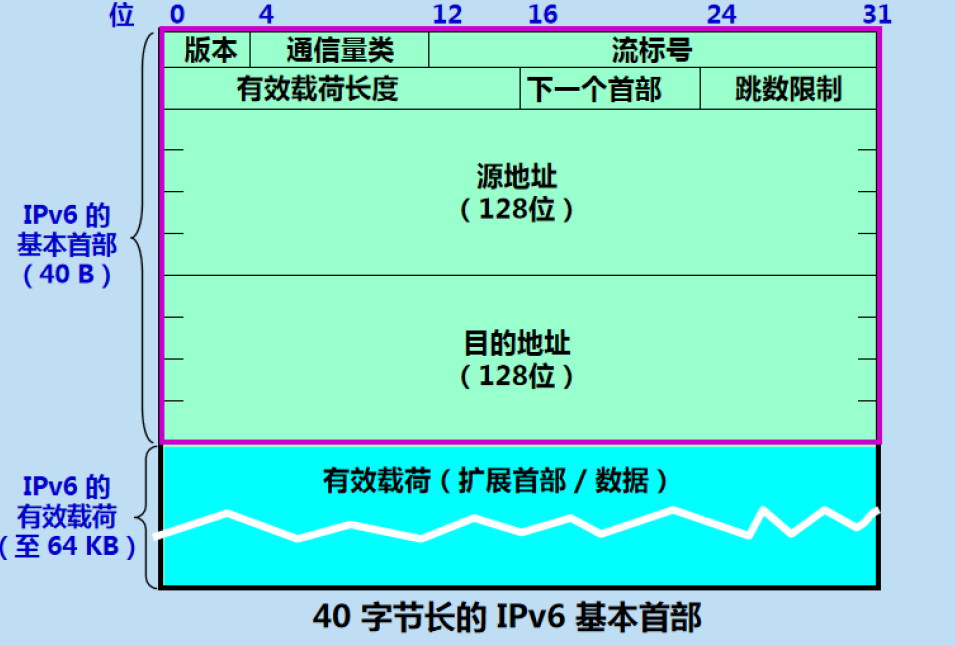 位 0 4 12 16 24 31
版本 通信量类 流标号
有效载荷长度 下一个首部 跳数限制
源地址
（128位）
IPv6 的
基本首部
（40 B）
目的地址
（128位）
有效载荷（扩展首部 / 数据）
IPv6 的
有效载荷
（至 64 KB）
40 字节长的 IPv6 基本首部